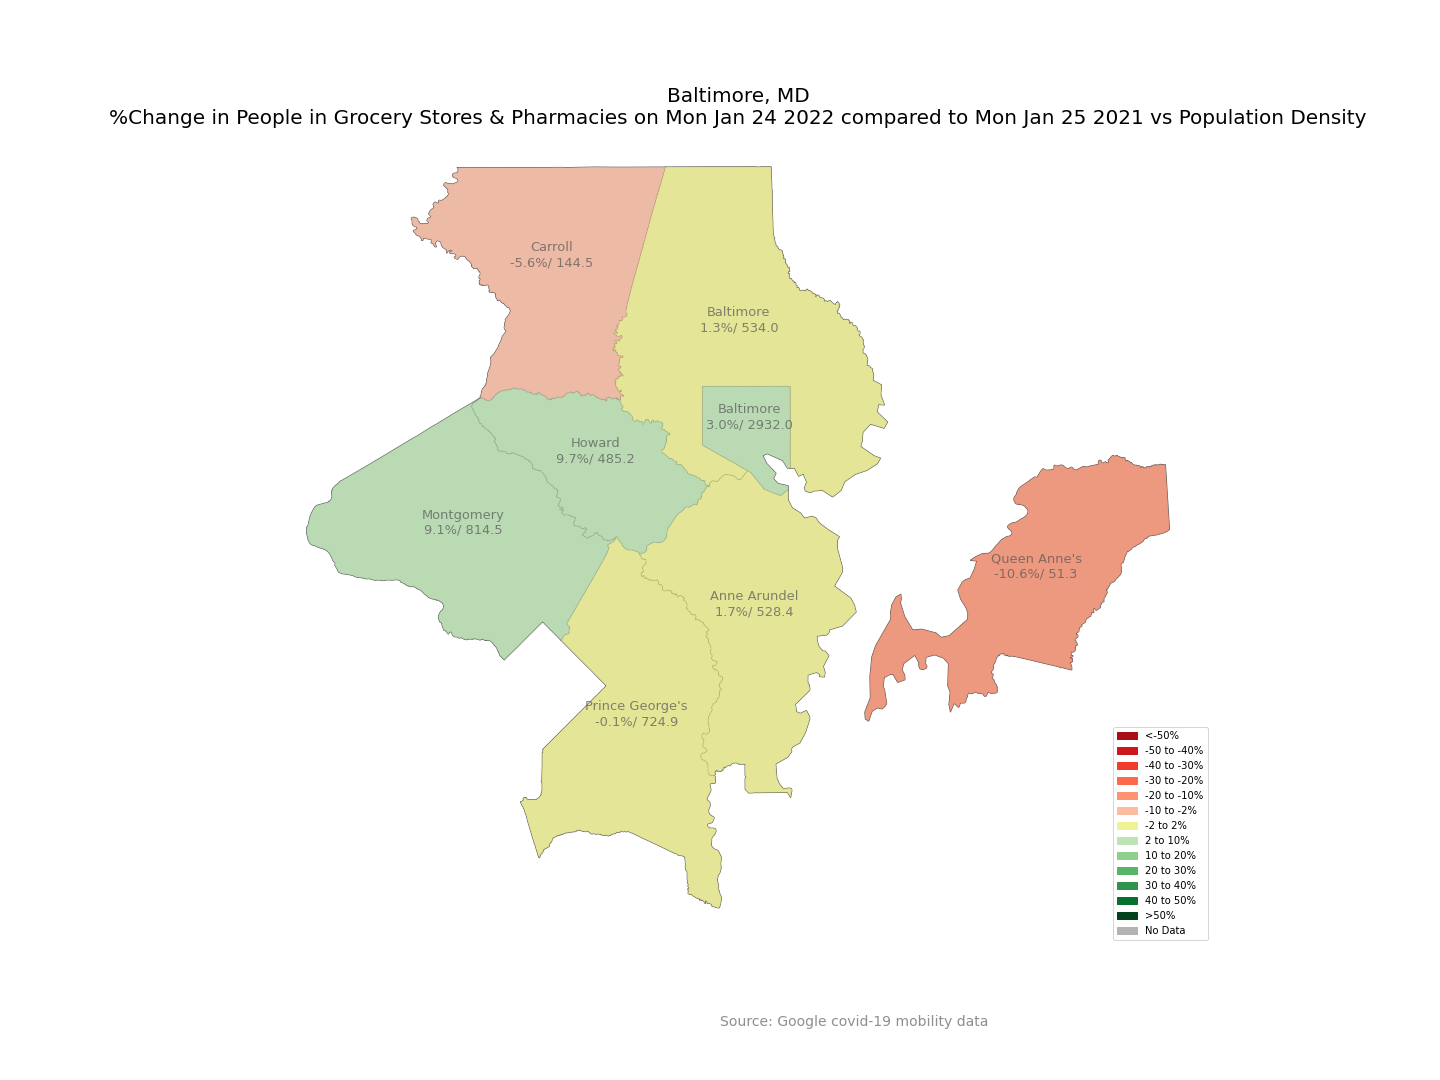 Baltimore, MD
%Change in People in Grocery Stores & Pharmacies on Mon Jan 24 2022 compared to Mon Jan 25 2021 vs Population Density
Carroll
-5.6%/ 144.5
Baltimore
1.3%/ 534.0
Baltimore
3.0%/ 2932.0
Howard
9.7%/ 485.2
Montgomery
9.1%/ 814.5
Queen Anne's
-10.6%/ 51.3
Anne Arundel
1.7%/ 528.4
Prince George's
-0.1%/ 724.9
<-50%
-50 to -40%
-40 to -30%
-30 to -20%
-20 to -10%
-10 to -2%
-2 to 2%
2 to 10%
10 to 20%
20 to 30%
30 to 40%
40 to 50%
>50%
No Data
Source: Google covid-19 mobility data